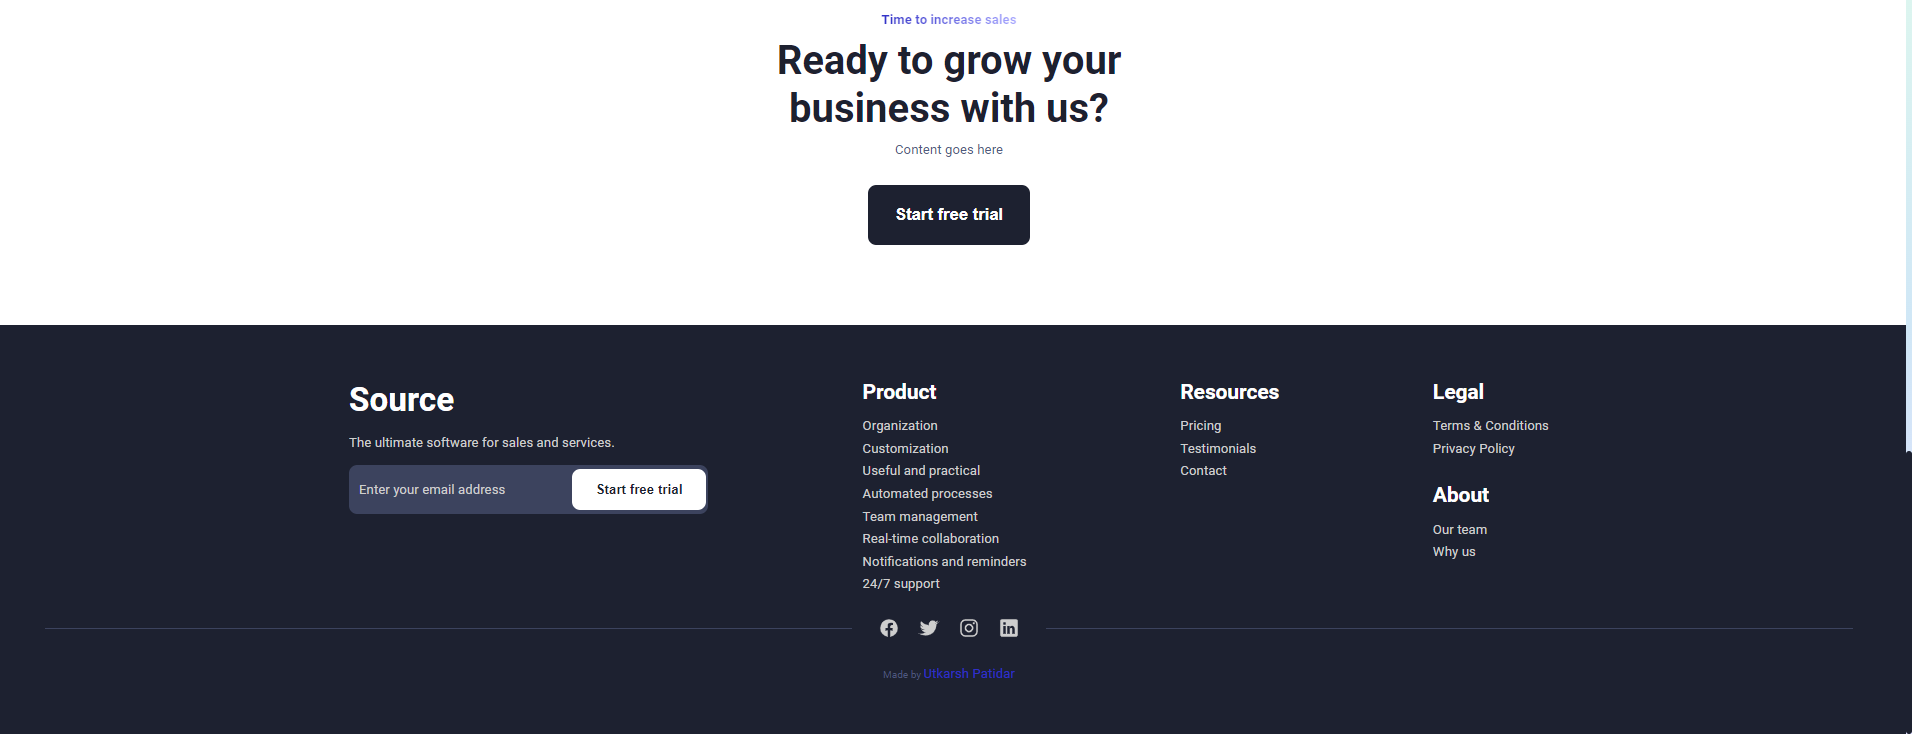 Time to increase sales
Ready to grow your
business with us?
Content goes here
Start free trial
Source
The ultimate software for sales and services.
Enter your email address
Start free trial
Product
Organization
Customization
Useful and practical
Automated processes
Team management
Real-time collaboration
Notifications and reminders
24/7 support
Resources
Pricing
Testimonials
Contact
Legal
Terms & Conditions
Privacy Policy
About
Our team
Why us
Made by Utkarsh Patidar